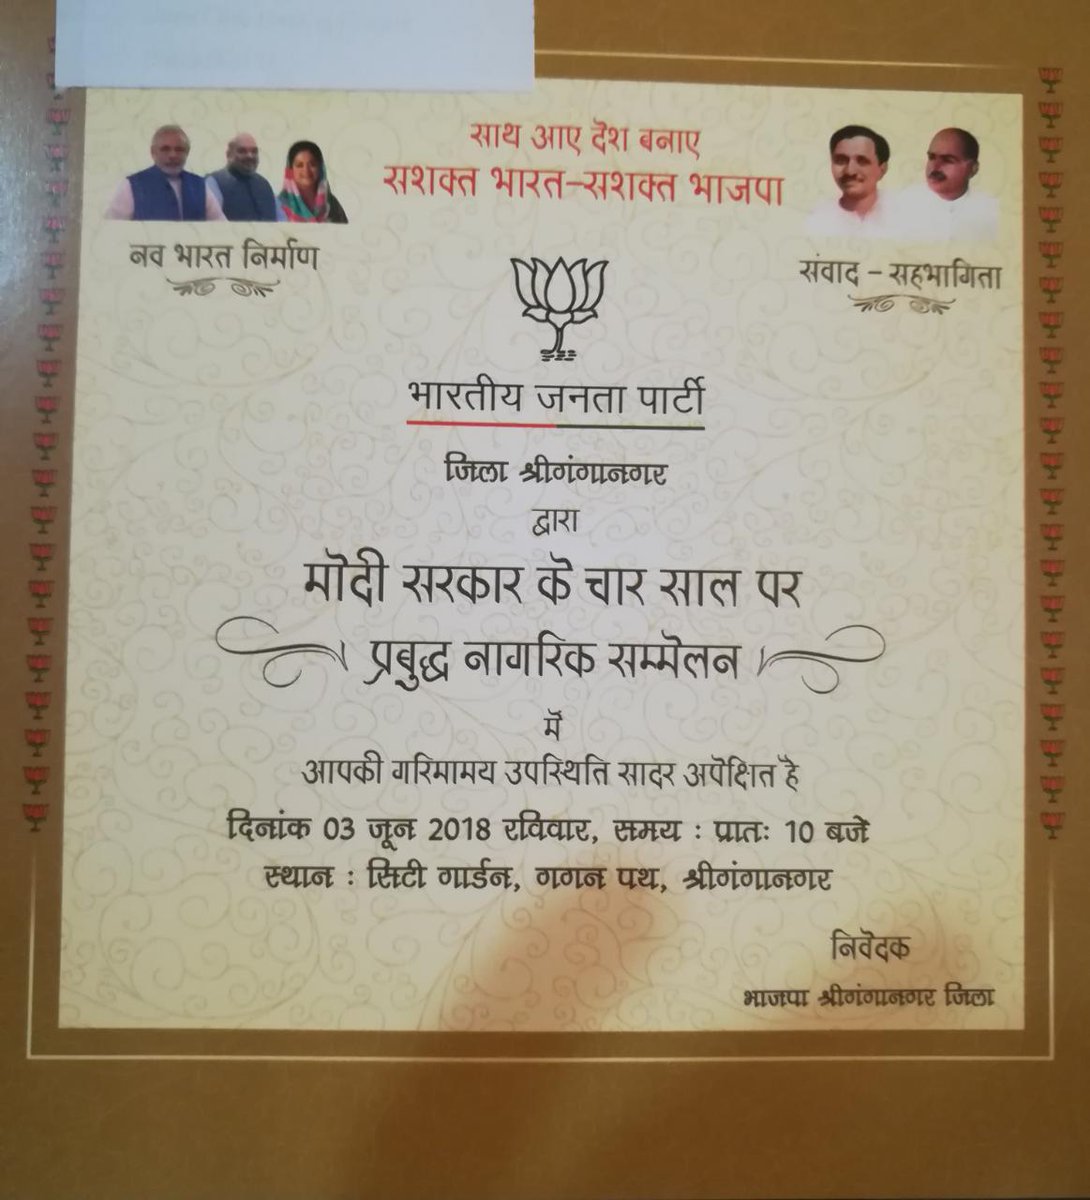 साथ आए देश बनाए
सशक्त भारत-सशक्त भाजपा
नव भारत निर्माण
संवाद - सहभागिता
भारतीय जनता पार्टी
जिला श्रीगंगानगर
द्वारा
मोदी सरकार के चार साल पर
प्रबुद्ध नागरिक सम्मेलन
में
आपकी गरिमामय उपस्थिति सादर अपेक्षित है
दिनांक 03 जून 2018 रविवार, समय : प्रातः 10 बजे
स्थान : सिटी गार्डन, गगन पथ, श्रीगंगानगर
निवेदक
भाजपा श्रीगंगानगर जिला